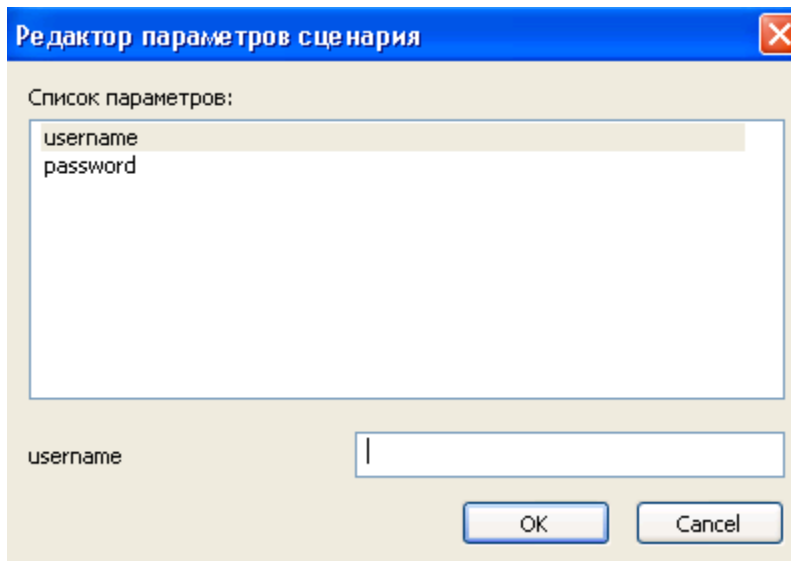 Редактор параметров сценария
Список параметров:
username
password
username
OK Cancel